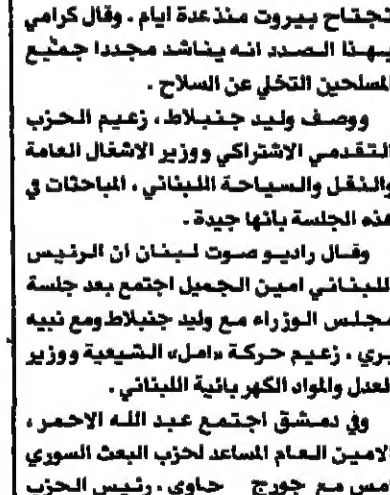 تجتاح بيروت منذ عدة ايام . وقال كرامي
بهذا الصدد انه يناشد مجددا جميع
المسلحين التخلي عن السلاح .
ووصف وليد جنبلاط ، زعيم الحزب
التقدمي الاشتراكي ووزير الاشغال العامة
والنقل والسياحة اللبناني ، المباحثات في
هذه الجلسة بانها جيدة .
وقال راديو صوت لبنان ان الرئيس
اللبناني امين الجميل اجتمع بعد جلسة
مجلس الوزراء مع وليد جنبلاط ومع نبيه
بري ، زعيم حركة «امل» الشيعية ووزير
العدل والمواد الكهربائية اللبناني .
وفي دمشق اجتمع عبد الله الاحمر ،
الامين العام المساعد لحزب البعث السوري
امس مع جورج حاوي ، رئيس الحزب